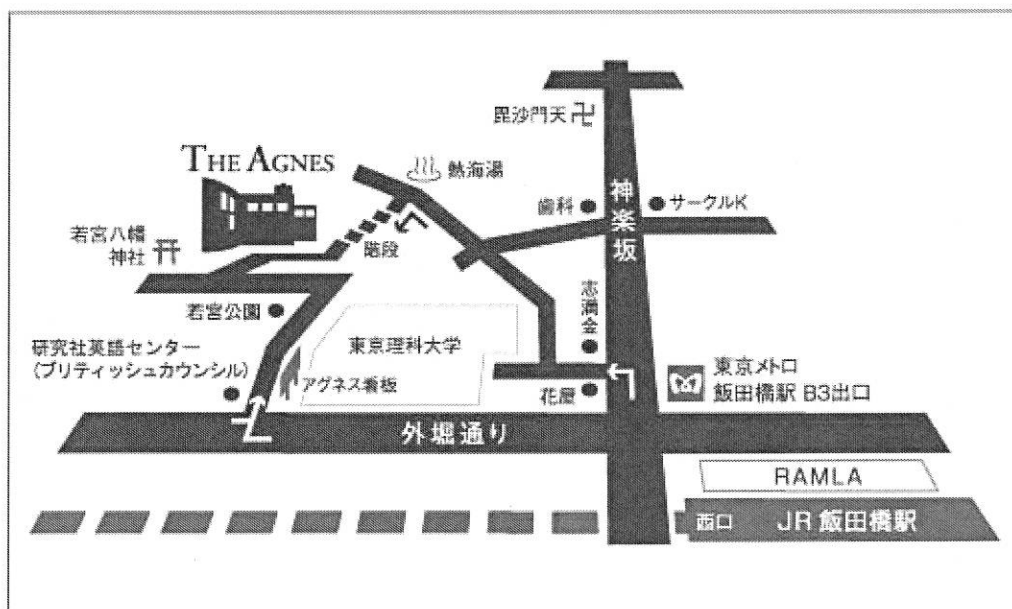 毘沙門天 卍
THE AGNES
熱海湯
歯科
神楽坂
サークルK
若宮八幡
神社
階段
若宮公園
志満金
研究社英語センター
(ブリティッシュカウンシル)
東京理科大学
アグネス看板
花屋
東京メトロ
飯田橋駅 B3出口
外堀通り
RAMLA
西口
JR 飯田橋駅